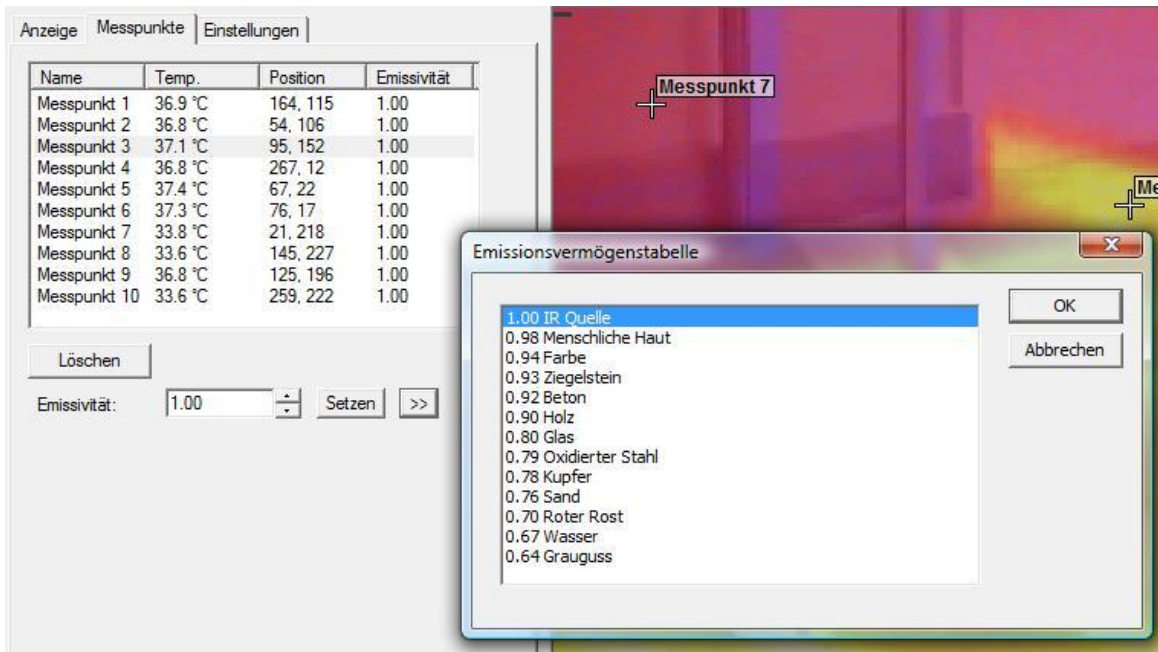 Anzeige Messpunkte Einstellungen
Name Temp. Position Emissivität
Messpunkt 1 36.9 °C 164, 115 1.00
Messpunkt 2 36.8 °C 54, 106 1.00
Messpunkt 3 37.1 °C 95, 152 1.00
Messpunkt 4 36.8 °C 267, 12 1.00
Messpunkt 5 37.4 °C 67, 22 1.00
Messpunkt 6 37.3 °C 76, 17 1.00
Messpunkt 7 33.8 °C 21, 218 1.00
Messpunkt 8 33.6 °C 145, 227 1.00
Messpunkt 9 36.8 °C 125, 196 1.00
Messpunkt 10 33.6 °C 259, 222 1.00
Löschen
Emissivität: 1.00 Setzen >>
Messpunkt 7
Me
Emissionsvermögenstabelle
1.00 IR Quelle
0.98 Menschliche Haut
0.94 Farbe
0.93 Ziegelstein
0.92 Beton
0.90 Holz
0.80 Glas
0.79 Oxidierter Stahl
0.78 Kupfer
0.76 Sand
0.70 Roter Rost
0.67 Wasser
0.64 Grauguss
OK
Abbrechen